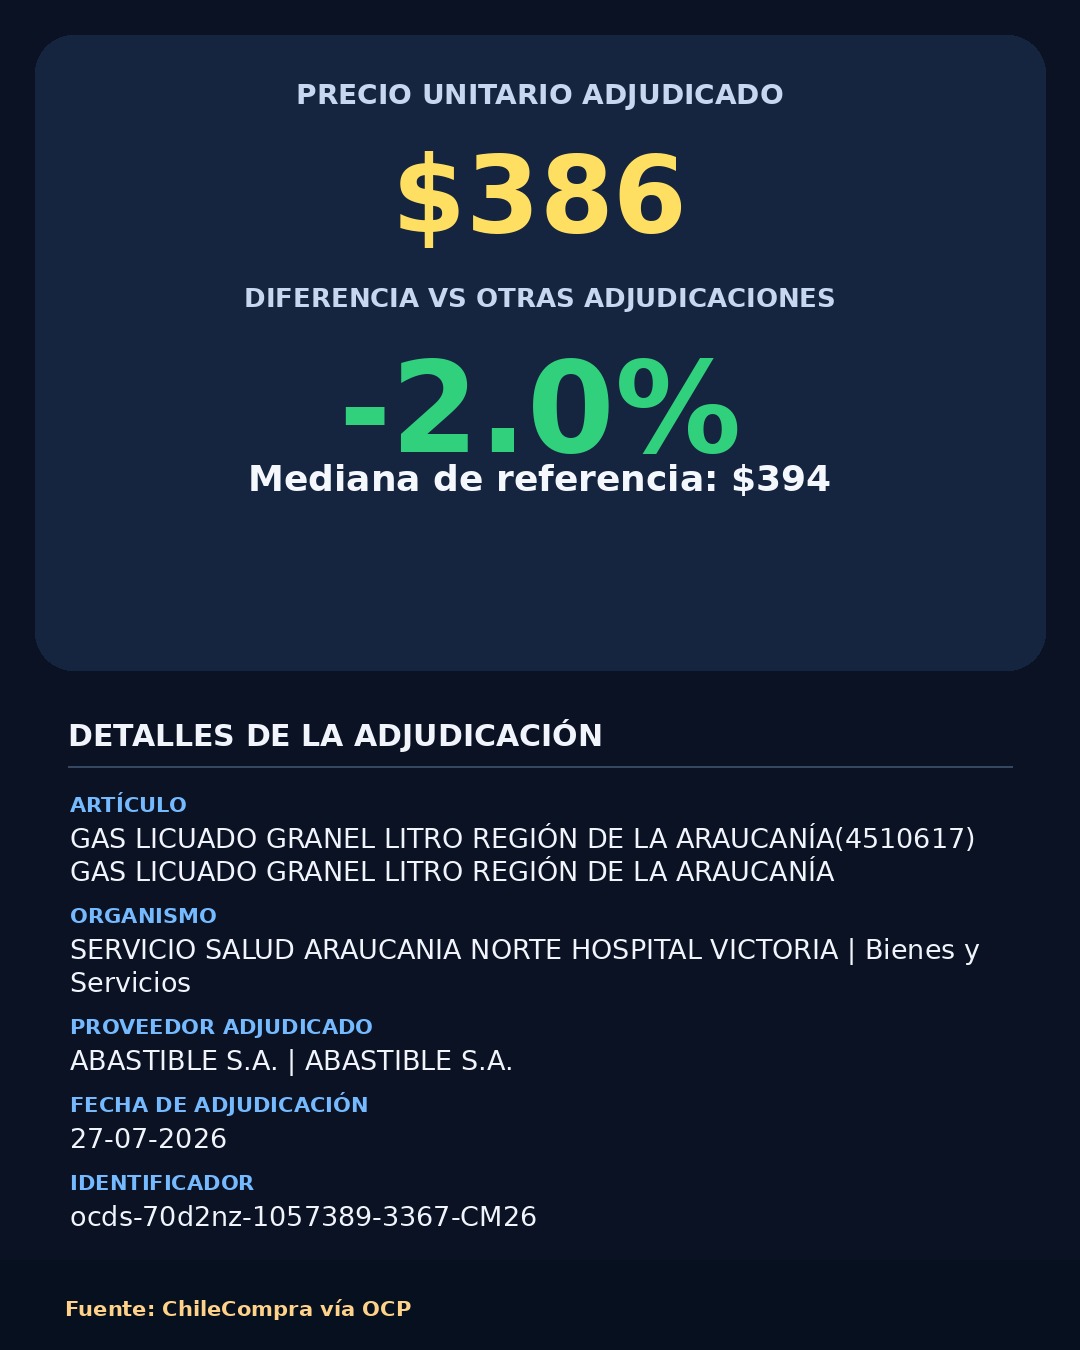 PRECIO UNITARIO ADJUDICADO
$386
DIFERENCIA VS OTRAS ADJUDICACIONES
-2.0%
Mediana de referencia: $394
DETALLES DE LA ADJUDICACIÓN
ARTÍCULO
GAS LICUADO GRANEL LITRO REGIÓN DE LA ARAUCANÍA(4510617)
GAS LICUADO GRANEL LITRO REGIÓN DE LA ARAUCANÍA
ORGANISMO
SERVICIO SALUD ARAUCANIA NORTE HOSPITAL VICTORIA | Bienes y
Servicios
PROVEEDOR ADJUDICADO
ABASTIBLE S.A. | ABASTIBLE S.A.
FECHA DE ADJUDICACIÓN
27-07-2026
IDENTIFICADOR
ocds-70d2nz-1057389-3367-CM26
Fuente: ChileCompra vía OCP